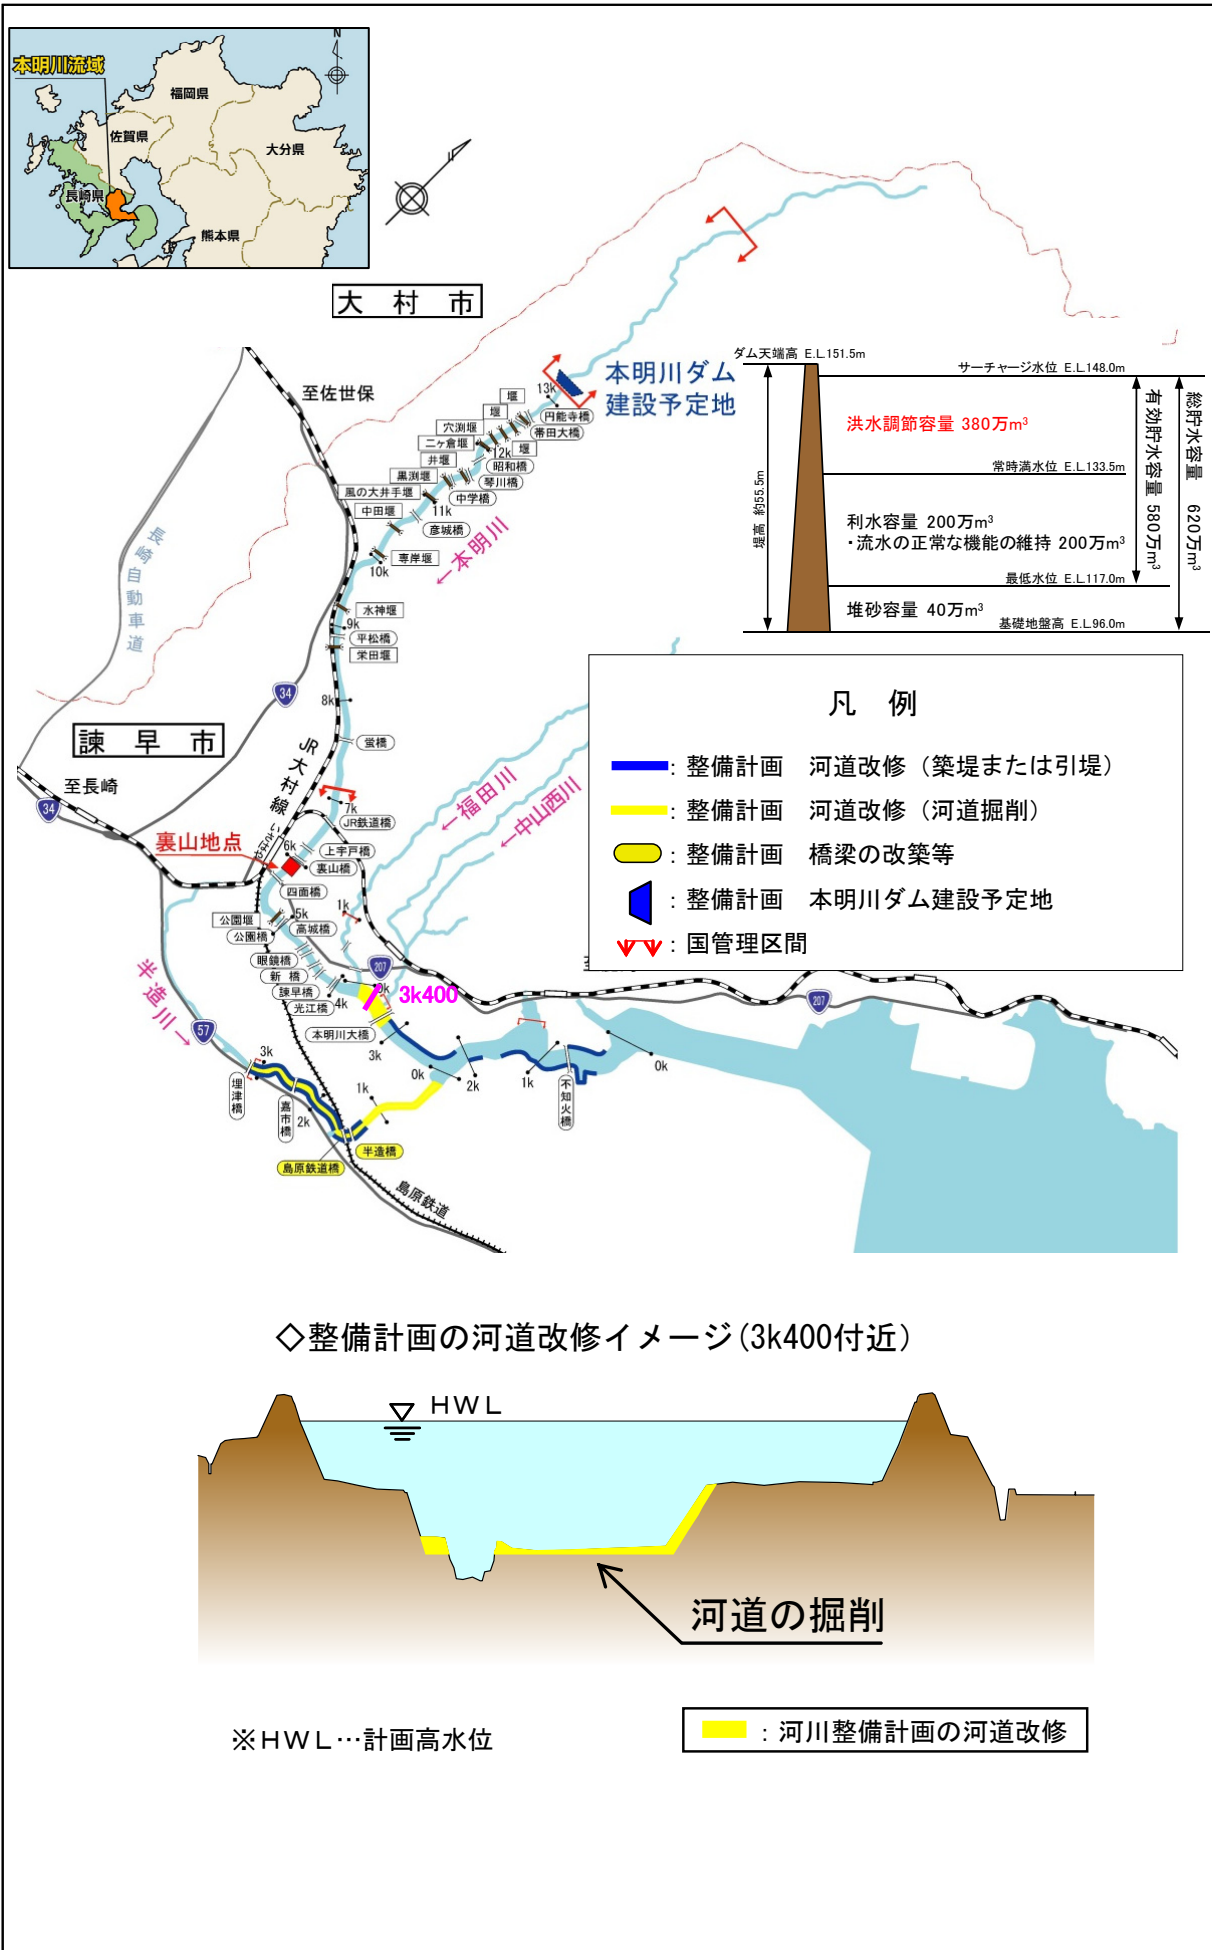 本明川流域
N
福岡県
佐賀県
大分県
長崎県
熊本県
大 村 市
本明川ダム
建設予定地
至佐世保
13k
円能寺橋
堰
堰
帯田大橋
穴渕堰
二ヶ倉堰
12k
堰
井堰
昭和橋
黒渕堰
琴川橋
風の大井手堰
中学橋
11k
中田堰
彦城橋
←本明川
専岸堰
10k
長崎自動車道
水神堰
9k
平松橋
栄田堰
34
8k
諫 早 市
蛍橋
JR大村線
至長崎
34
7k
JR鉄道橋
←福田川
←中山西川
裏山地点
いさはや
6k
上宇戸橋
裏山橋
四面橋
1k
公園堰
5k
公園橋
高城橋
眼鏡橋
新 橋
諫早橋
光江橋
4k
207
0k
3k400
本明川大橋
3k
半造川→
57
3k
埋津橋
嘉市橋
2k
1k
0k
2k
1k
不知火橋
0k
207
半造橋
島原鉄道橋
島原鉄道
ダム天端高 E.L.151.5m
サーチャージ水位 E.L.148.0m
洪水調節容量 380万m³
常時満水位 E.L.133.5m
利水容量 200万m³
・流水の正常な機能の維持 200万m³
最低水位 E.L.117.0m
堆砂容量 40万m³
基礎地盤高 E.L.96.0m
堤高 約55.5m
有効貯水容量 580万m³
総貯水容量 620万m³
凡 例
：整備計画 河道改修（築堤または引堤）
：整備計画 河道改修（河道掘削）
：整備計画 橋梁の改築等
：整備計画 本明川ダム建設予定地
：国管理区間
◇整備計画の河道改修イメージ(3k400付近)
HWL
河道の掘削
※HWL…計画高水位
：河川整備計画の河道改修